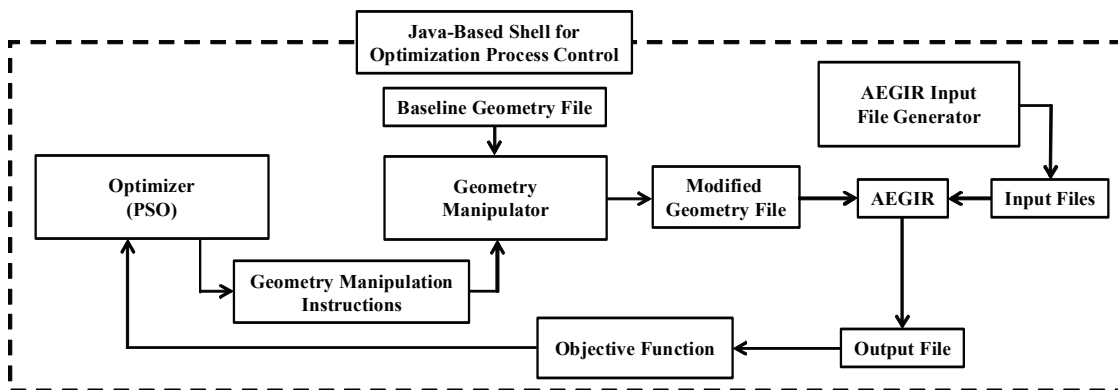 Java-Based Shell for
Optimization Process Control
Baseline Geometry File
AEGIR Input
File Generator
Optimizer
(PSO)
Geometry
Manipulator
Modified
Geometry File
AEGIR
Input Files
Geometry Manipulation
Instructions
Objective Function
Output File